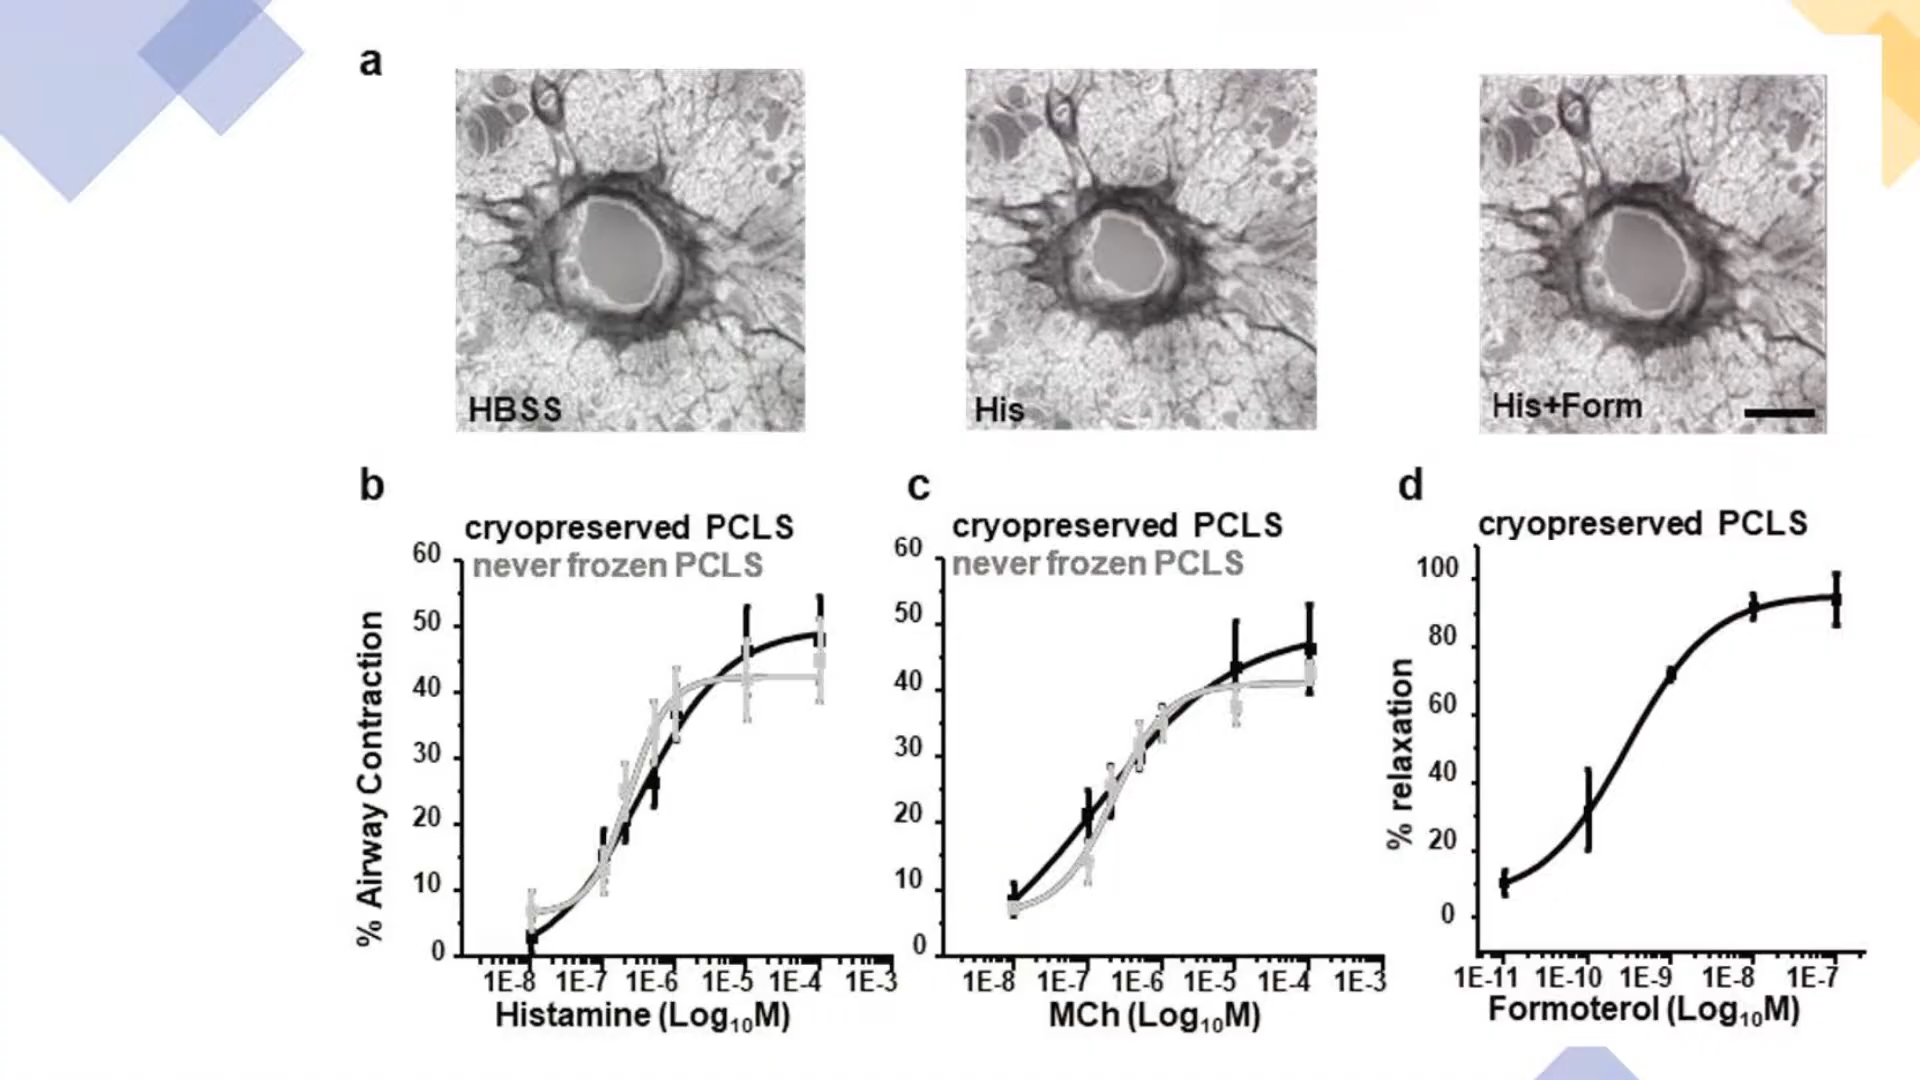 a
HBSS
His
His+Form
b
cryopreserved PCLS
never frozen PCLS
% Airway Contraction
60
50
40
30
20
10
0
1E-8 1E-7 1E-6 1E-5 1E-4 1E-3
Histamine (Log₁₀M)
c
cryopreserved PCLS
never frozen PCLS
60
50
40
30
20
10
0
1E-8 1E-7 1E-6 1E-5 1E-4 1E-3
MCh (Log₁₀M)
d
cryopreserved PCLS
% relaxation
100
80
60
40
20
0
1E-11 1E-10 1E-9 1E-8 1E-7
Formoterol (Log₁₀M)